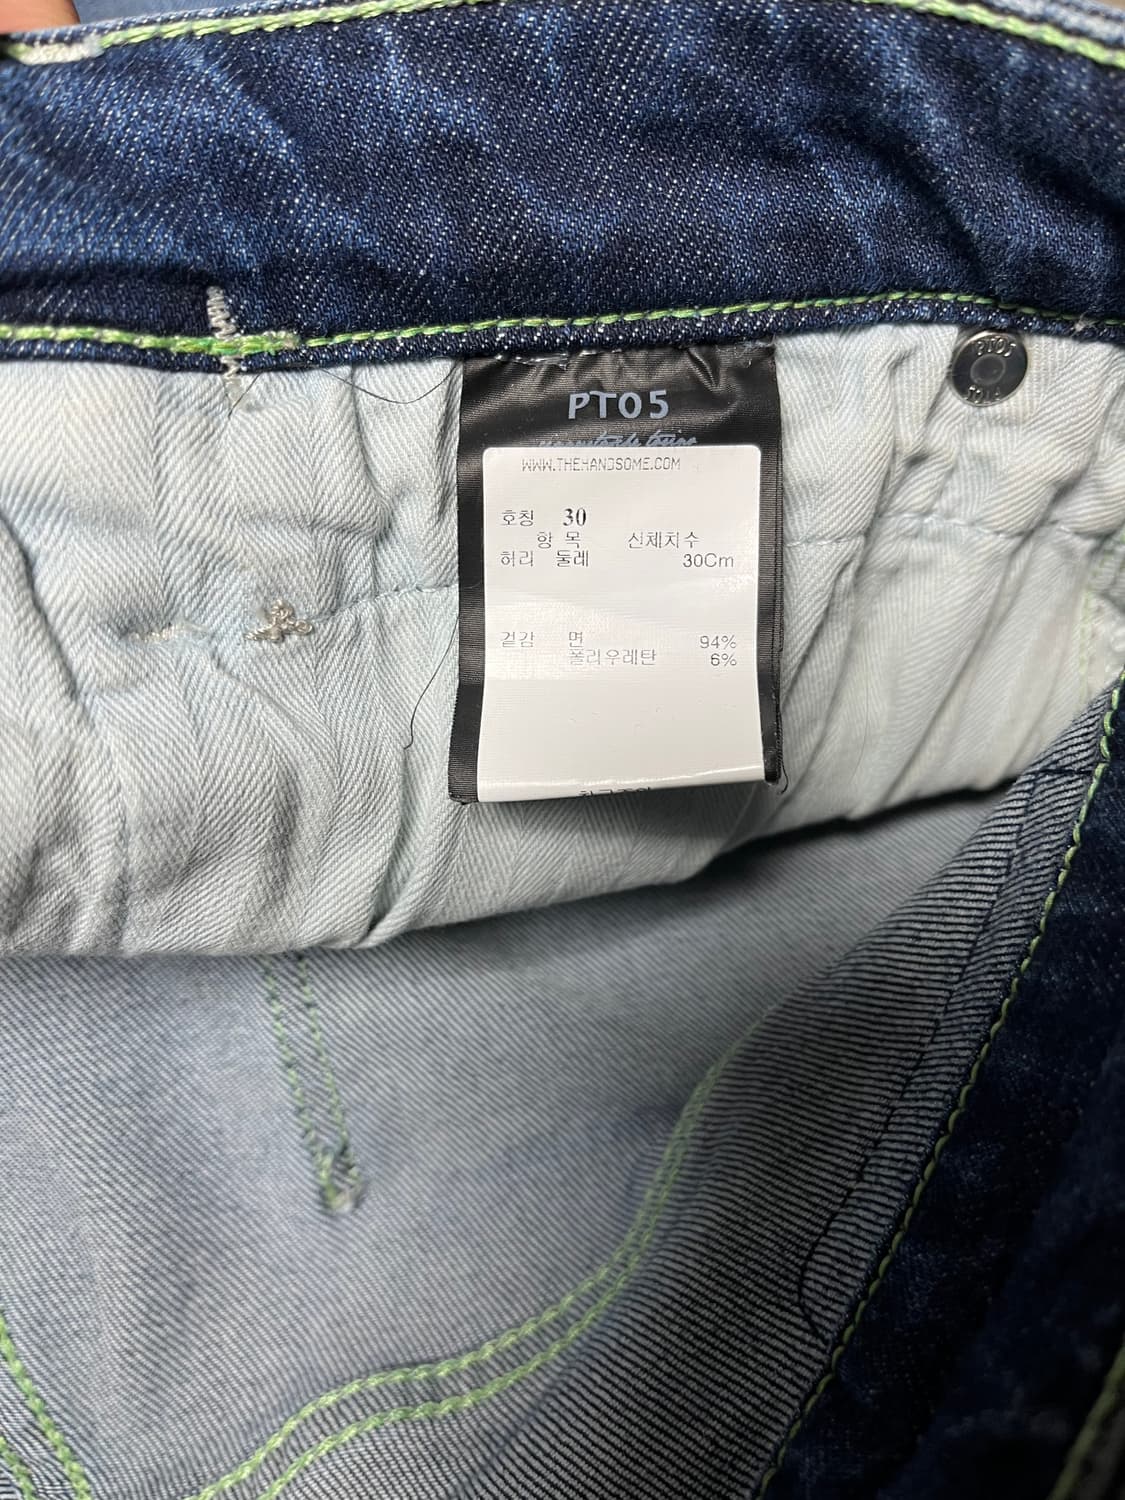 PT05
PT05
WWW.THEHANDSOME.COM
호칭 30
항 목 신체치수
허리 둘레 30Cm
겉감 면 94%
폴리우레탄 6%